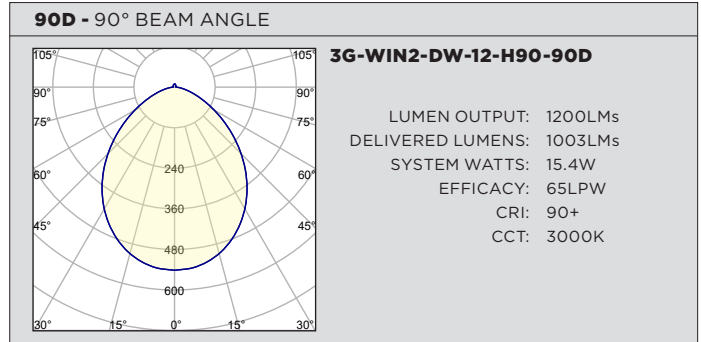 90D - 90° BEAM ANGLE
3G-WIN2-DW-12-H90-90D
105° 105°
90° 90°
75° 75°
60° 60°
45° 45°
240
360
480
600
30° 15° 0° 15° 30°
LUMEN OUTPUT: 1200LMs
DELIVERED LUMENS: 1003LMs
SYSTEM WATTS: 15.4W
EFFICACY: 65LPW
CRI: 90+
CCT: 3000K